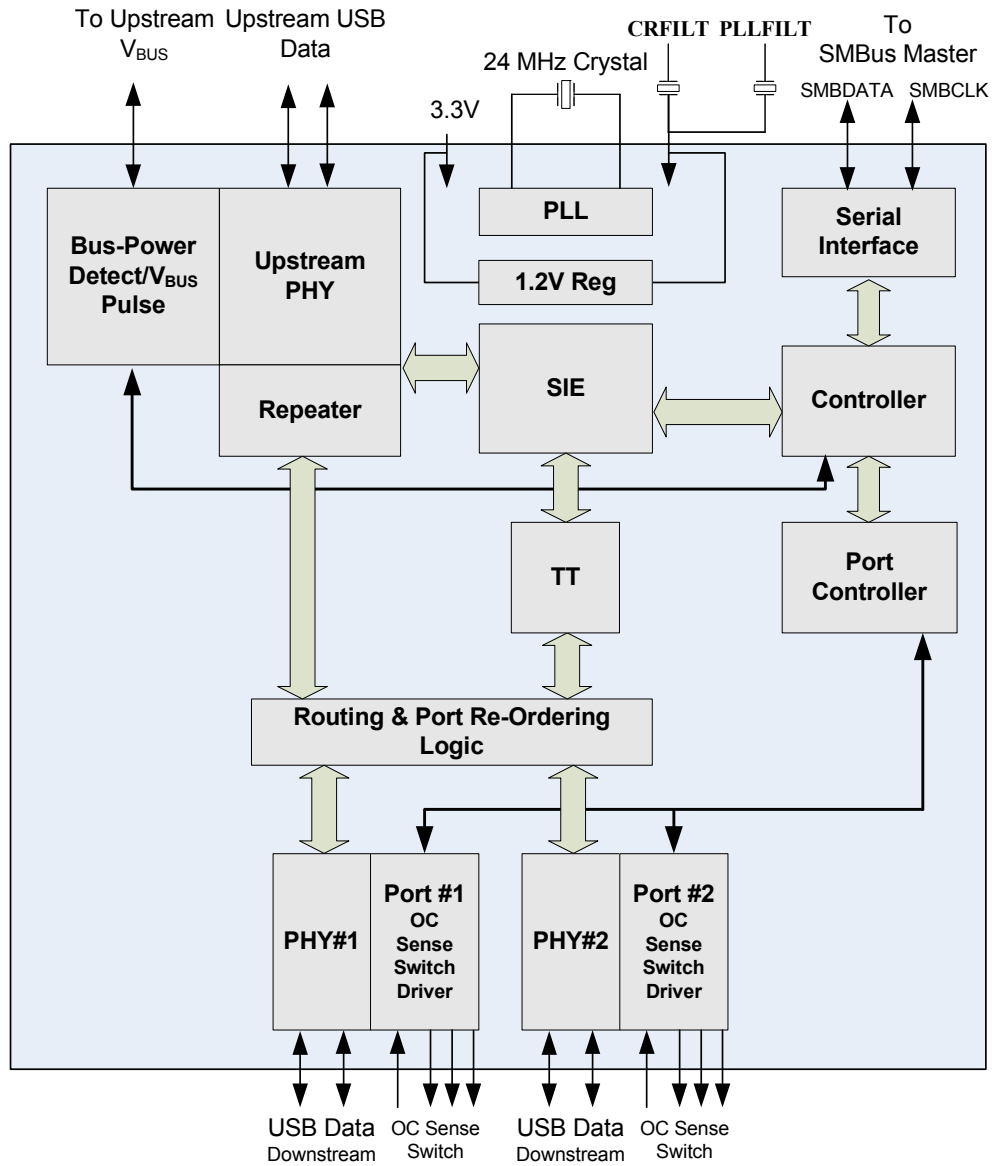 To Upstream
VBUS
Upstream USB
Data
24 MHz Crystal
CRFILT PLLFILT
To
SMBus Master
SMBDATA SMBCLK
3.3V
Bus-Power
Detect/VBUS
Pulse
Upstream
PHY
PLL
1.2V Reg
Serial
Interface
Repeater
SIE
Controller
TT
Port
Controller
Routing & Port Re-Ordering
Logic
PHY#1
Port #1
OC
Sense
Switch
Driver
PHY#2
Port #2
OC
Sense
Switch
Driver
USB Data
Downstream
OC Sense
Switch
USB Data
Downstream
OC Sense
Switch